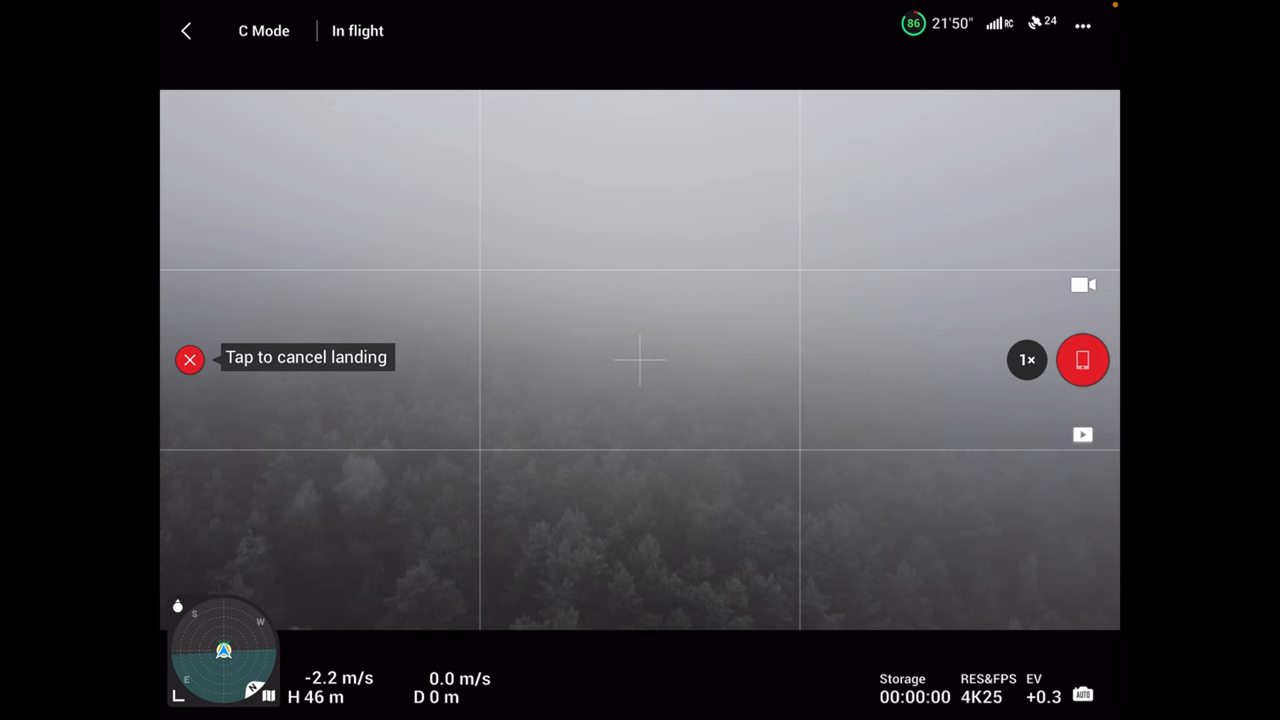 C Mode
In flight
86
21'50"
RC
24
Tap to cancel landing
1×
S
W
E
N
-2.2 m/s
0.0 m/s
H 46 m
D 0 m
Storage
RES&FPS
EV
00:00:00
4K25
+0.3
AUTO